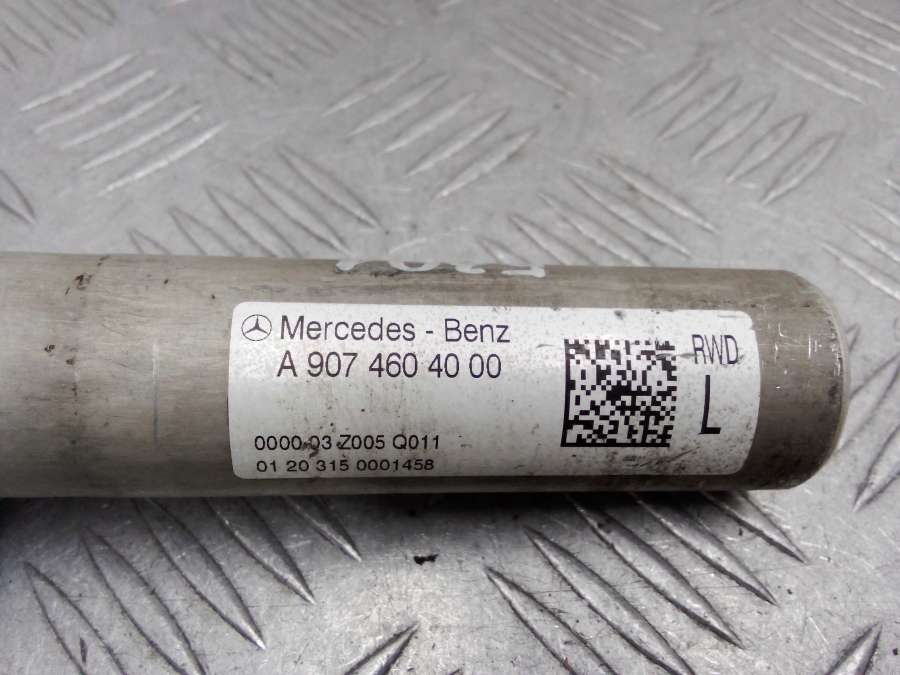 Mercedes - Benz
A 907 460 40 00
RWD
L
0000 03 Z005 Q011
01 20 315 0001458